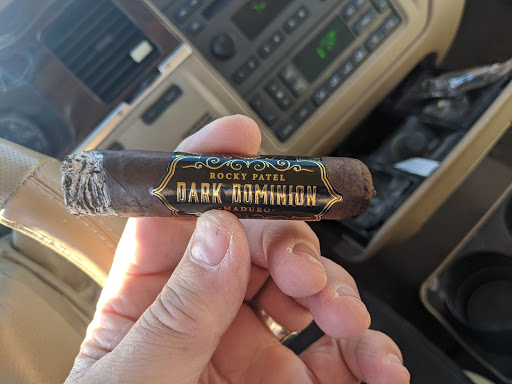 ROCKY PATEL
DARK DOMINION
MADURO